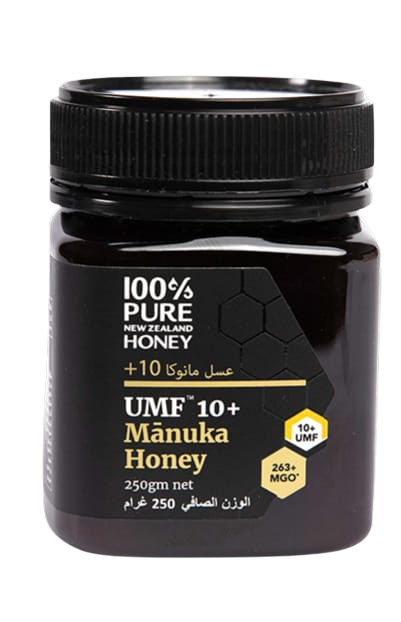 100%
PURE
NEW ZEALAND
HONEY
عسل مانوكا 10+
UMF™ 10+
Mānuka
Honey
250gm net
الوزن الصافي 250 غرام
10+
UMF
263+
MGO*